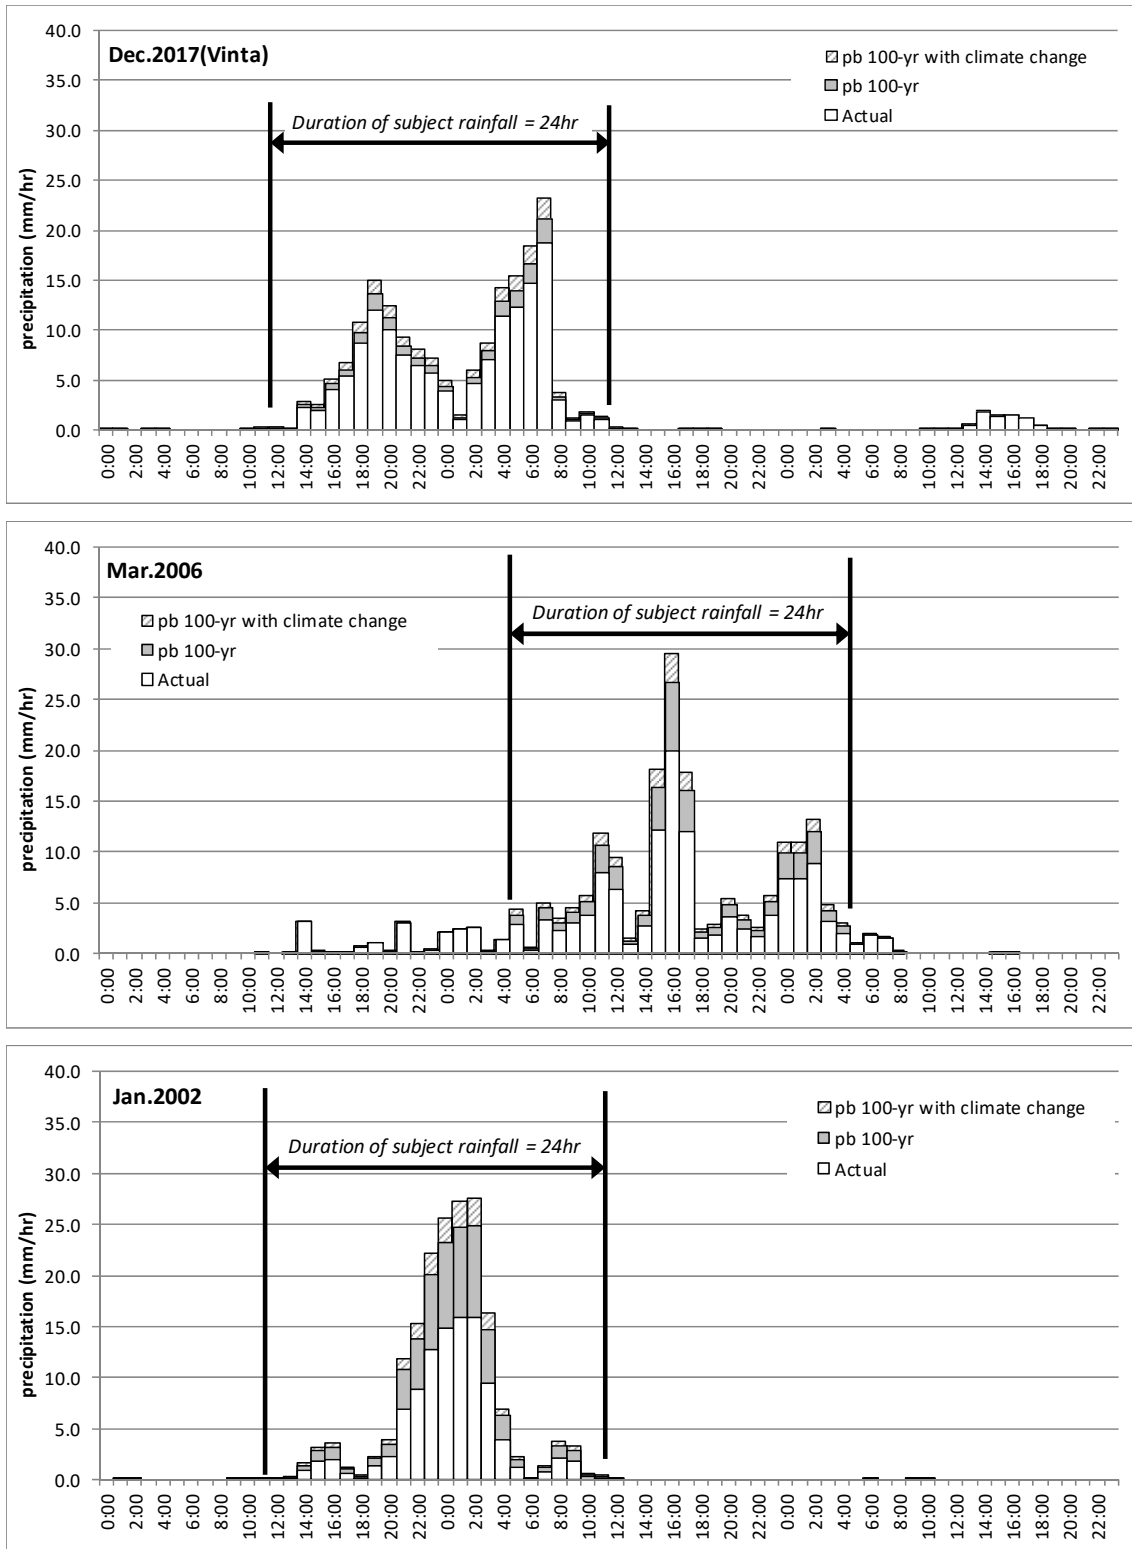 40.0
Dec.2017(Vinta)
pb 100-yr with climate change
35.0
pb 100-yr
Actual
30.0
Duration of subject rainfall = 24hr
25.0
20.0
15.0
10.0
5.0
0.0
precipitation (mm/hr)
0:00 2:00 4:00 6:00 8:00 10:00 12:00 14:00 16:00 18:00 20:00 22:00 0:00 2:00 4:00 6:00 8:00 10:00 12:00 14:00 16:00 18:00 20:00 22:00 0:00 2:00 4:00 6:00 8:00 10:00 12:00 14:00 16:00 18:00 20:00 22:00
40.0
Mar.2006
35.0
Duration of subject rainfall = 24hr
pb 100-yr with climate change
pb 100-yr
Actual
30.0
25.0
20.0
15.0
10.0
5.0
0.0
precipitation (mm/hr)
0:00 2:00 4:00 6:00 8:00 10:00 12:00 14:00 16:00 18:00 20:00 22:00 0:00 2:00 4:00 6:00 8:00 10:00 12:00 14:00 16:00 18:00 20:00 22:00 0:00 2:00 4:00 6:00 8:00 10:00 12:00 14:00 16:00 18:00 20:00 22:00
40.0
Jan.2002
pb 100-yr with climate change
35.0
pb 100-yr
Duration of subject rainfall = 24hr
Actual
30.0
25.0
20.0
15.0
10.0
5.0
0.0
precipitation (mm/hr)
0:00 2:00 4:00 6:00 8:00 10:00 12:00 14:00 16:00 18:00 20:00 22:00 0:00 2:00 4:00 6:00 8:00 10:00 12:00 14:00 16:00 18:00 20:00 22:00 0:00 2:00 4:00 6:00 8:00 10:00 12:00 14:00 16:00 18:00 20:00 22:00